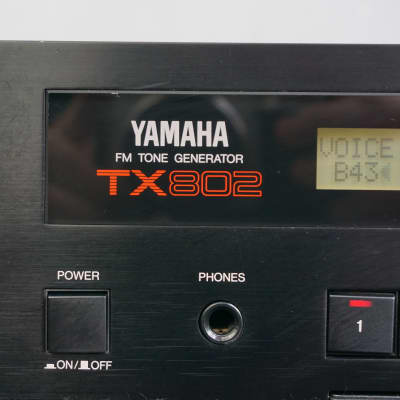 YAMAHA
FM TONE GENERATOR
TX802
VOICE
B43
POWER
PHONES
1
ON/ OFF